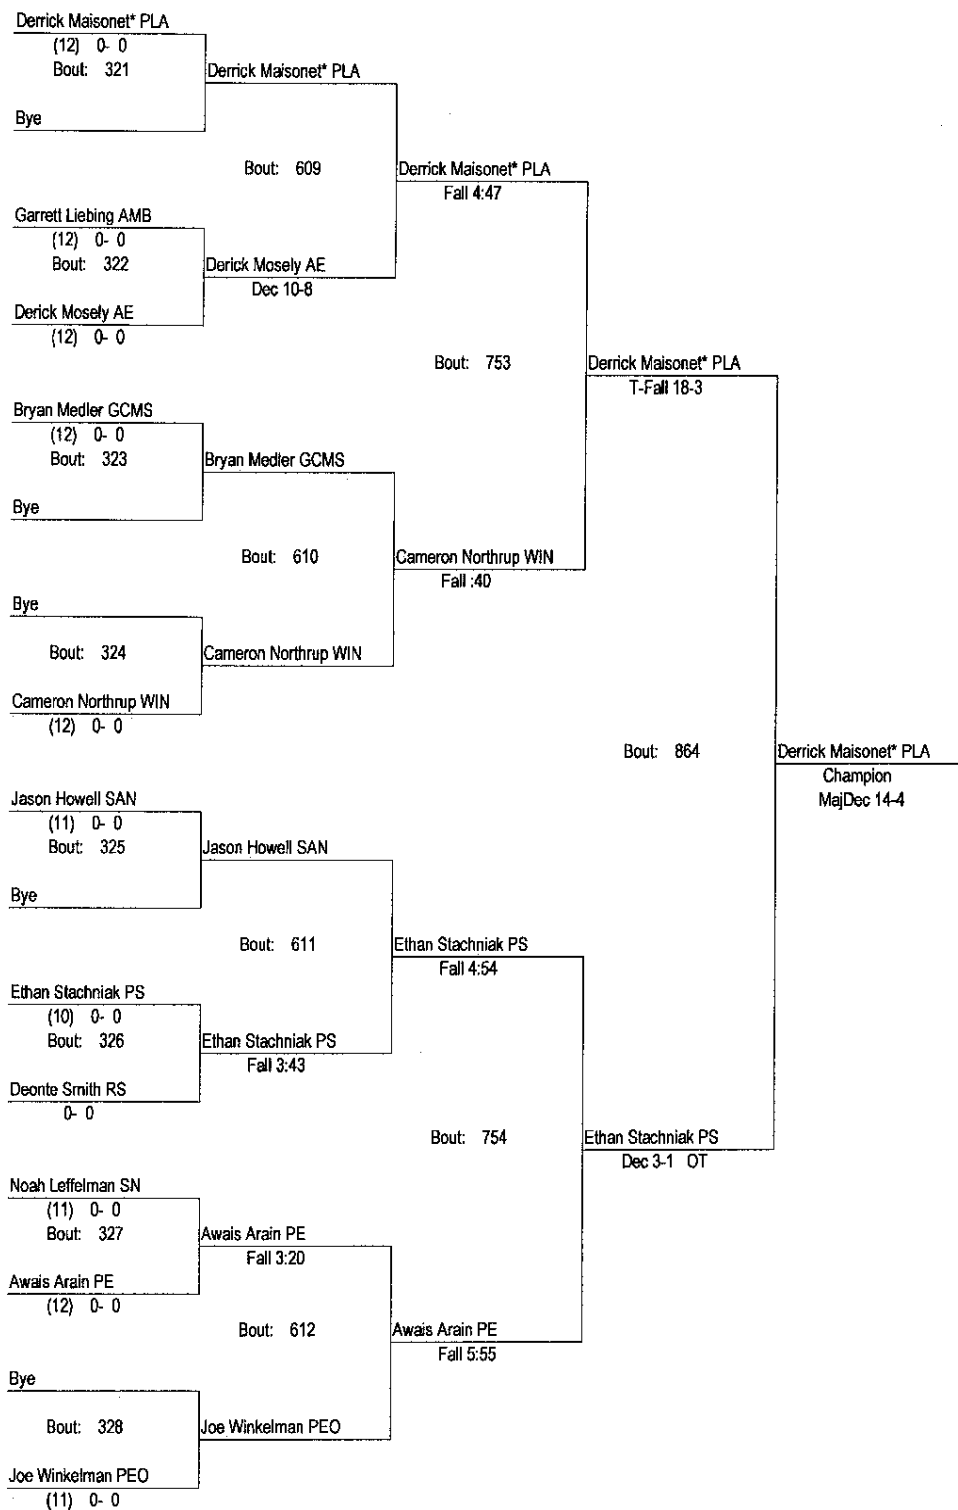 Derrick Maisonet* PLA
(12) 0- 0
Bout: 321
Derrick Maisonet* PLA
Bye
Bout: 609
Derrick Maisonet* PLA
Fall 4:47
Garrett Liebing AMB
(12) 0- 0
Bout: 322
Derick Mosely AE
Dec 10-8
Derick Mosely AE
(12) 0- 0
Bout: 753
Derrick Maisonet* PLA
T-Fall 18-3
Bryan Medler GCMS
(12) 0- 0
Bout: 323
Bryan Medler GCMS
Bye
Bout: 610
Cameron Northrup WIN
Fall :40
Bye
Bout: 324
Cameron Northrup WIN
Cameron Northrup WIN
(12) 0- 0
Bout: 864
Derrick Maisonet* PLA
Champion
MajDec 14-4
Jason Howell SAN
(11) 0- 0
Bout: 325
Jason Howell SAN
Bye
Bout: 611
Ethan Stachniak PS
Fall 4:54
Ethan Stachniak PS
(10) 0- 0
Bout: 326
Ethan Stachniak PS
Fall 3:43
Deonte Smith RS
0- 0
Bout: 754
Ethan Stachniak PS
Dec 3-1 OT
Noah Leffelman SN
(11) 0- 0
Bout: 327
Awais Arain PE
Fall 3:20
Awais Arain PE
(12) 0- 0
Bout: 612
Awais Arain PE
Fall 5:55
Bye
Bout: 328
Joe Winkelman PEO
Joe Winkelman PEO
(11) 0- 0